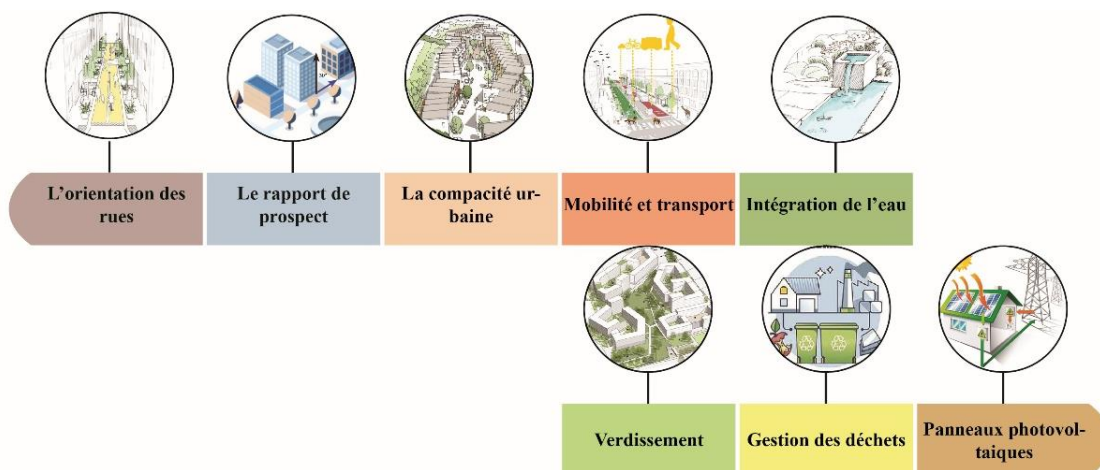 L’orientation des
rues
Le rapport de
prospect
La compacité ur-
baine
Mobilité et transport
Intégration de l’eau
Verdissement
Gestion des déchets
Panneaux photovol-
taiques